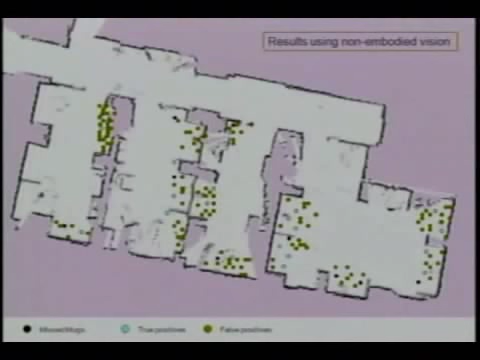 Results using non-embodied vision
Missed Mugs
True positives
False positives